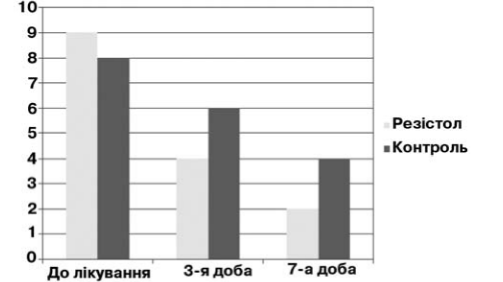 10
9
8
7
6
5
4
3
2
1
0
До лікування
3-я доба
7-а доба
Резістол
Контроль